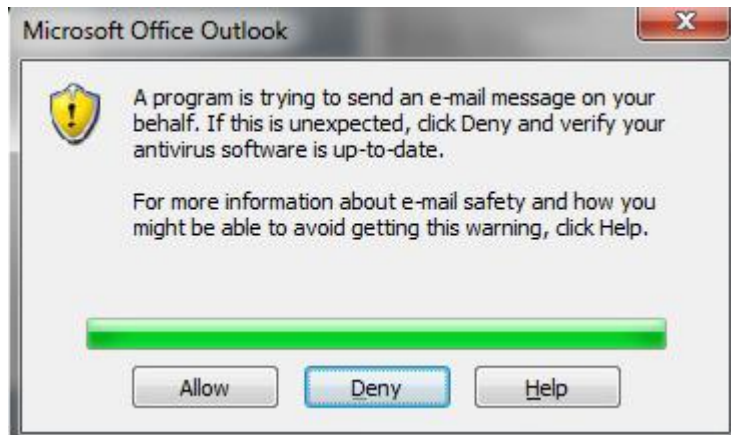 Microsoft Office Outlook
A program is trying to send an e-mail message on your
behalf. If this is unexpected, click Deny and verify your
antivirus software is up-to-date.
For more information about e-mail safety and how you
might be able to avoid getting this warning, click Help.
Allow Deny Help